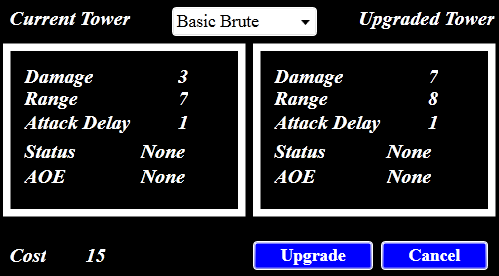 Current Tower Basic Brute Upgraded Tower
Damage 3 Damage 7
Range 7 Range 8
Attack Delay 1 Attack Delay 1
Status None Status None
AOE None AOE None
Cost 15 Upgrade Cancel